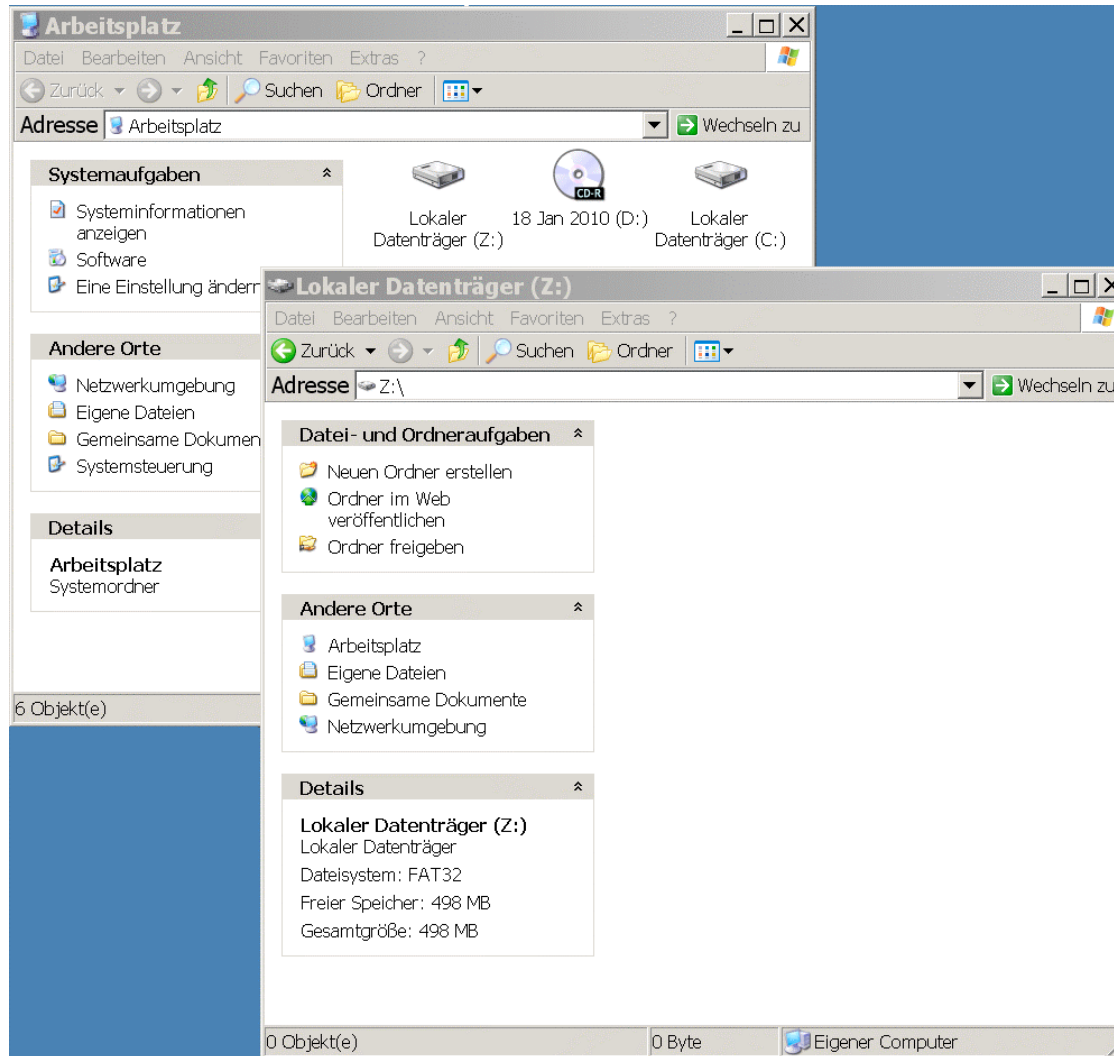 Arbeitsplatz
Datei Bearbeiten Ansicht Favoriten Extras ?
Zurück Suchen Ordner
Adresse Arbeitsplatz Wechseln zu
Systemaufgaben
Systeminformationen
anzeigen
Software
Eine Einstellung ändern
Andere Orte
Netzwerkumgebung
Eigene Dateien
Gemeinsame Dokumen
Systemsteuerung
Details
Arbeitsplatz
Systemordner
6 Objekt(e)
Lokaler
Datenträger (Z:)
CD-R
18 Jan 2010 (D:)
Lokaler
Datenträger (C:)
Lokaler Datenträger (Z:)
Datei Bearbeiten Ansicht Favoriten Extras ?
Zurück Suchen Ordner
Adresse Z:\ Wechseln zu
Datei- und Ordneraufgaben
Neuen Ordner erstellen
Ordner im Web
veröffentlichen
Ordner freigeben
Andere Orte
Arbeitsplatz
Eigene Dateien
Gemeinsame Dokumente
Netzwerkumgebung
Details
Lokaler Datenträger (Z:)
Lokaler Datenträger
Dateisystem: FAT32
Freier Speicher: 498 MB
Gesamtgröße: 498 MB
0 Objekt(e) 0 Byte Eigener Computer